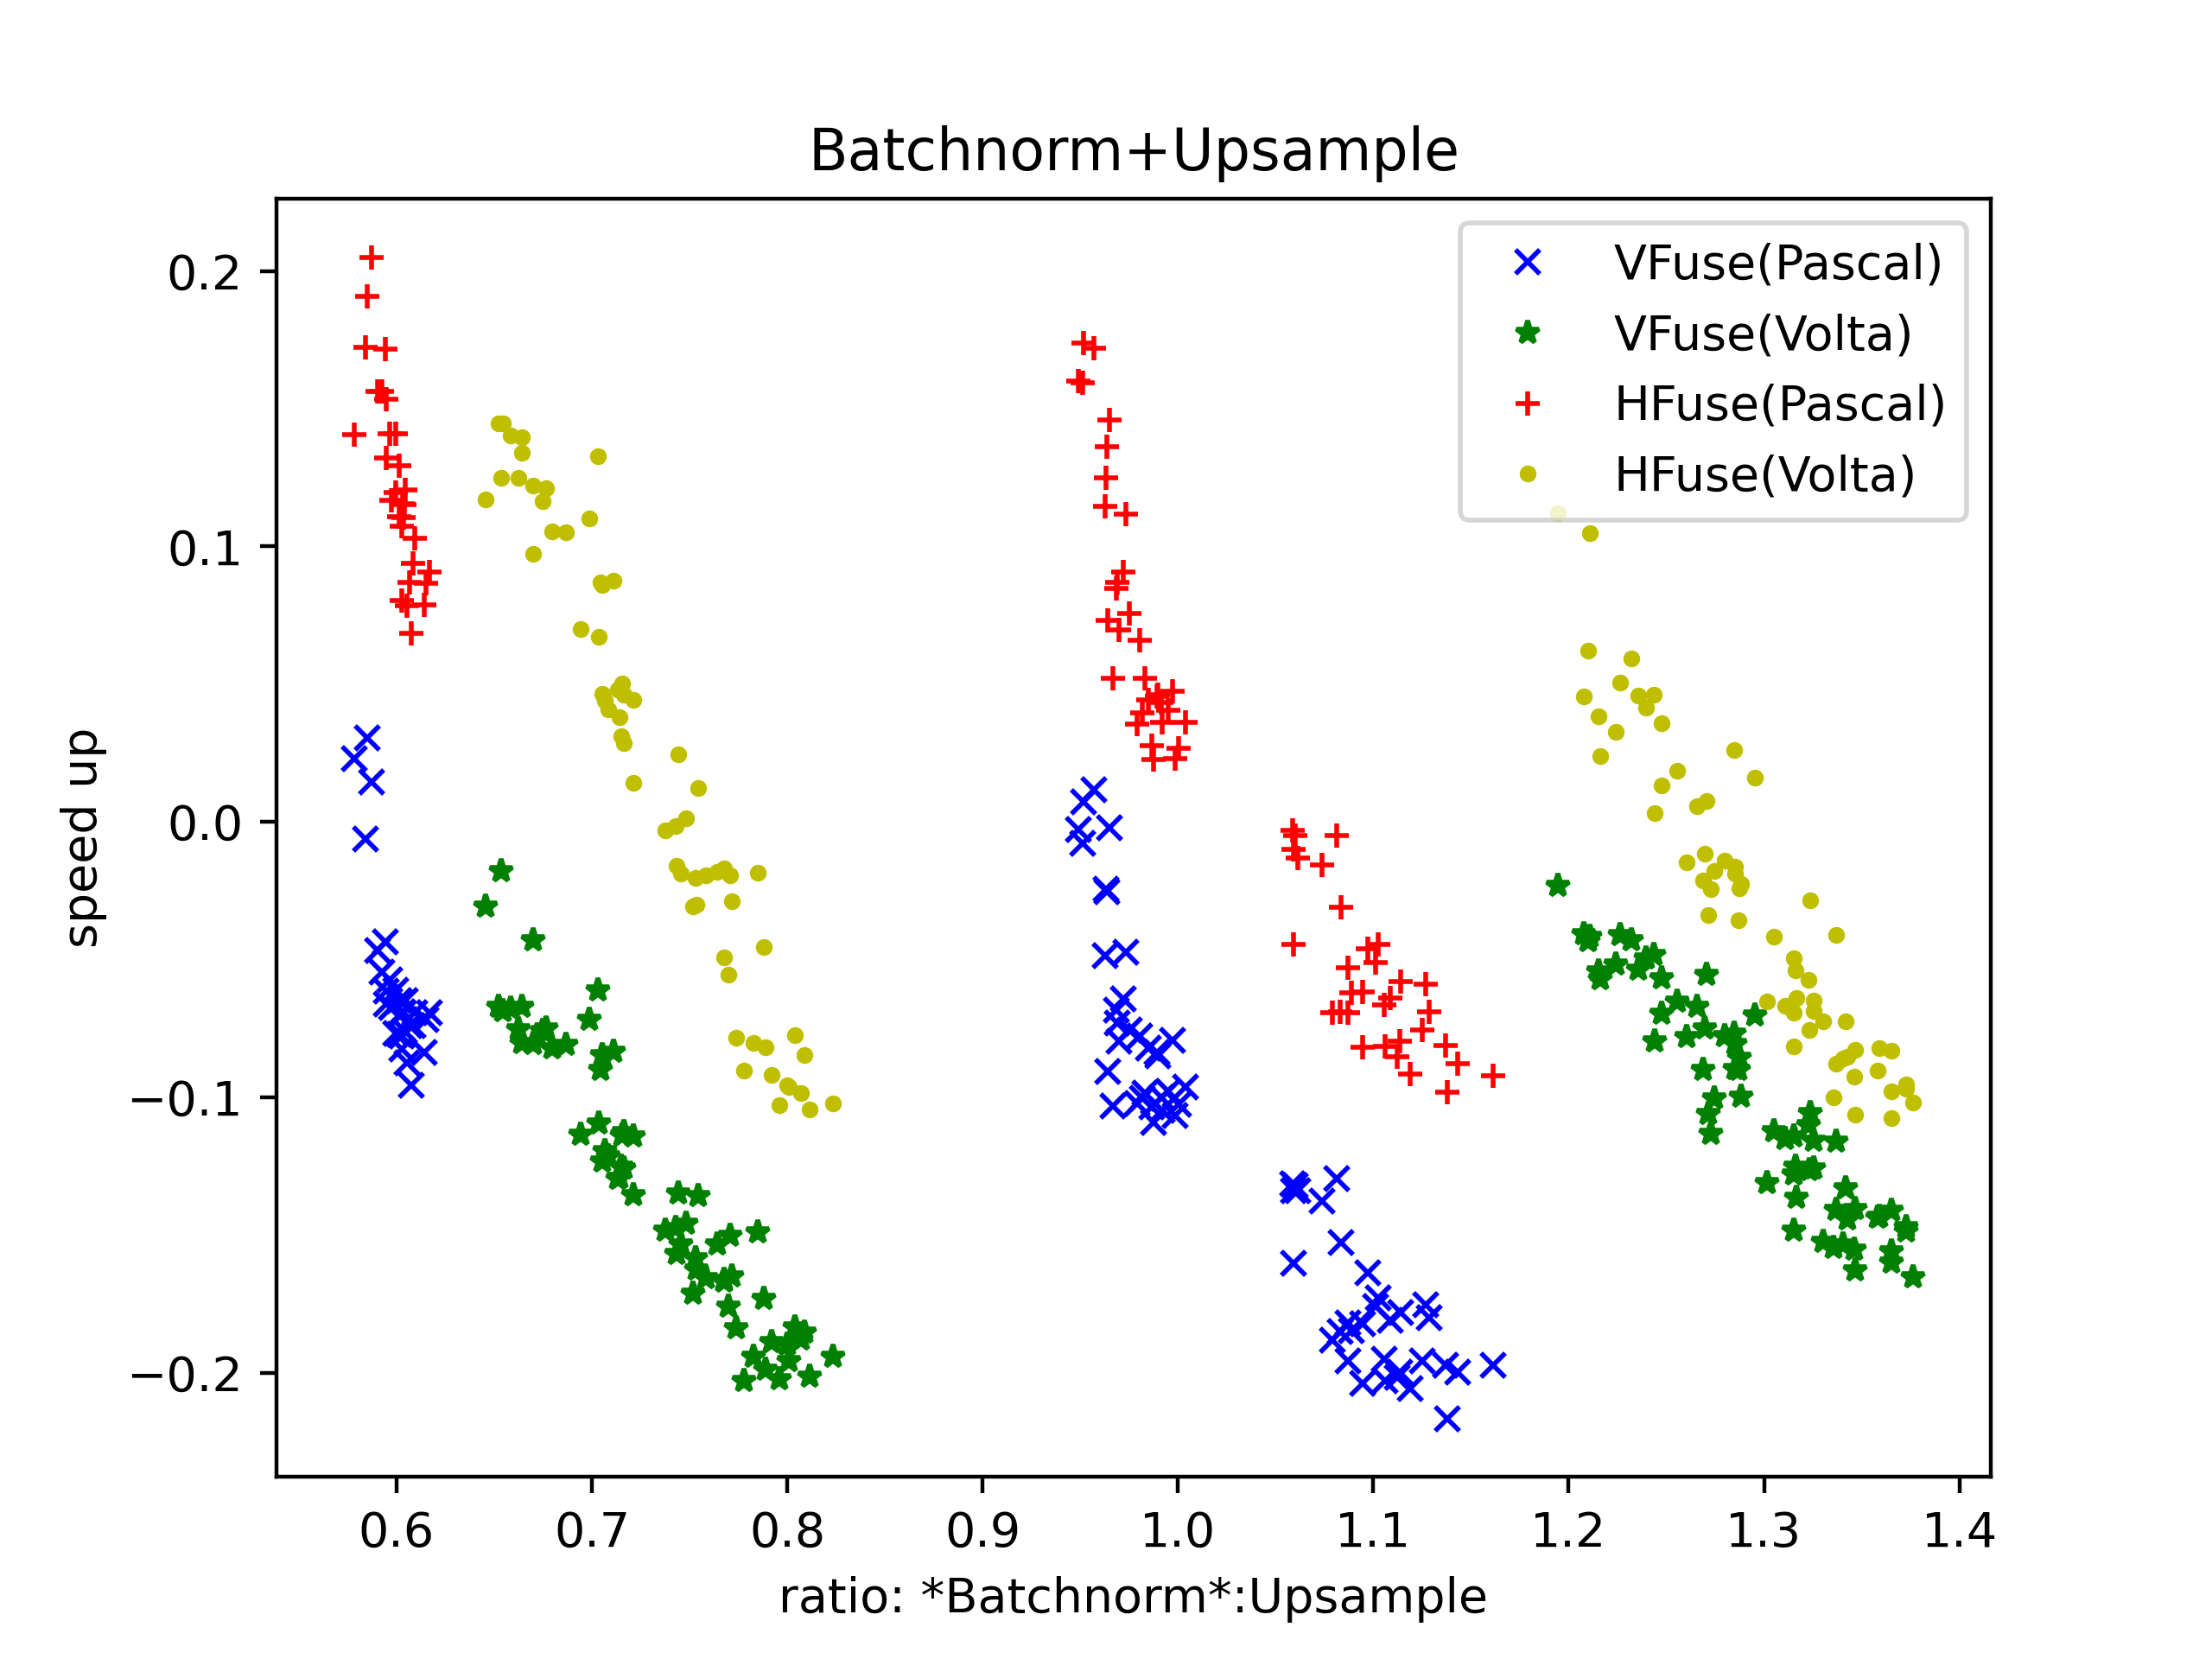 Batchnorm+Upsample
VFuse(Pascal)
VFuse(Volta)
HFuse(Pascal)
HFuse(Volta)
speed up
0.2
0.1
0.0
−0.1
−0.2
0.6 0.7 0.8 0.9 1.0 1.1 1.2 1.3 1.4
ratio: *Batchnorm*:Upsample